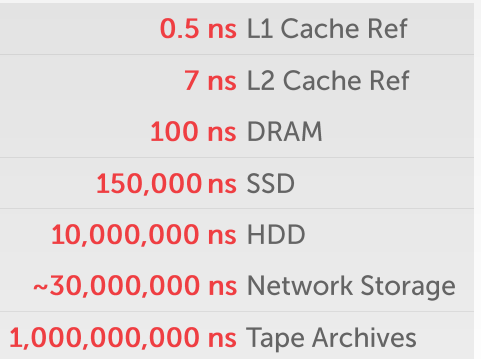 0.5 ns L1 Cache Ref
7 ns L2 Cache Ref
100 ns DRAM
150,000 ns SSD
10,000,000 ns HDD
~30,000,000 ns Network Storage
1,000,000,000 ns Tape Archives